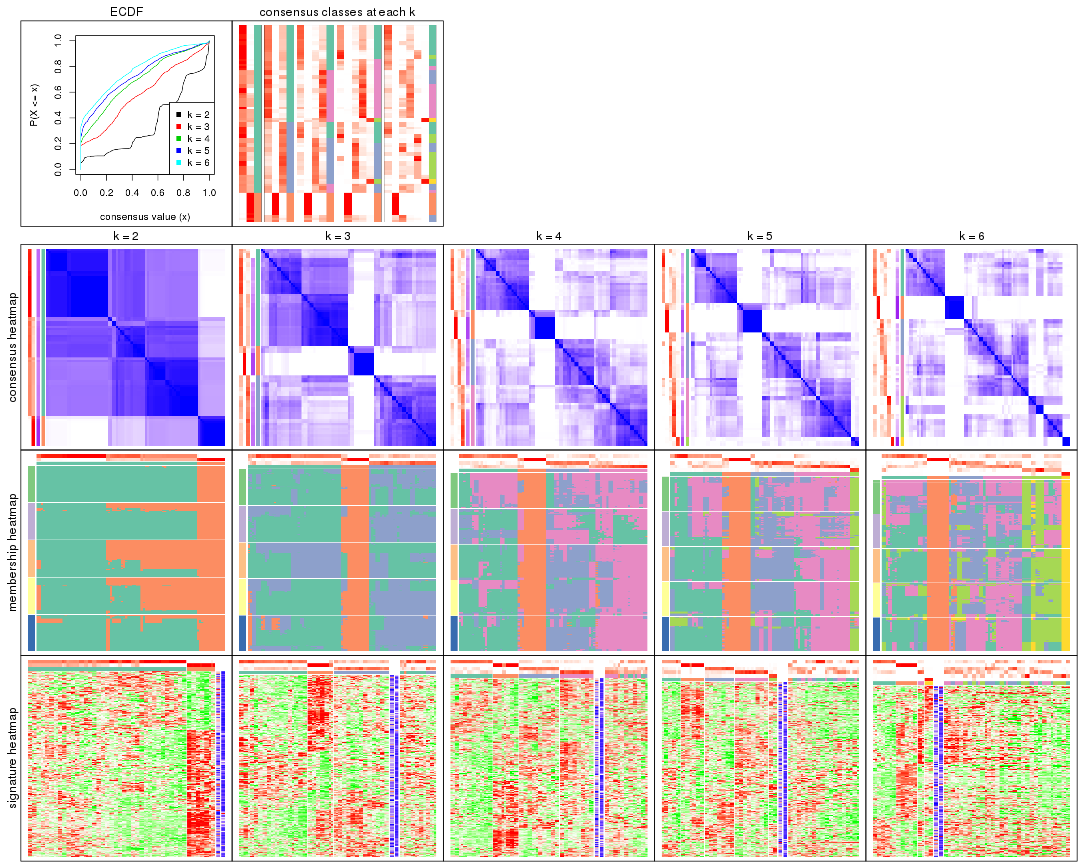 ECDF
consensus classes at each k
P(X <= x)
0.0 0.2 0.4 0.6 0.8 1.0
k = 2
k = 3
k = 4
k = 5
k = 6
0.0 0.2 0.4 0.6 0.8 1.0
consensus value (x)
k = 2 k = 3 k = 4 k = 5 k = 6
consensus heatmap
membership heatmap
signature heatmap